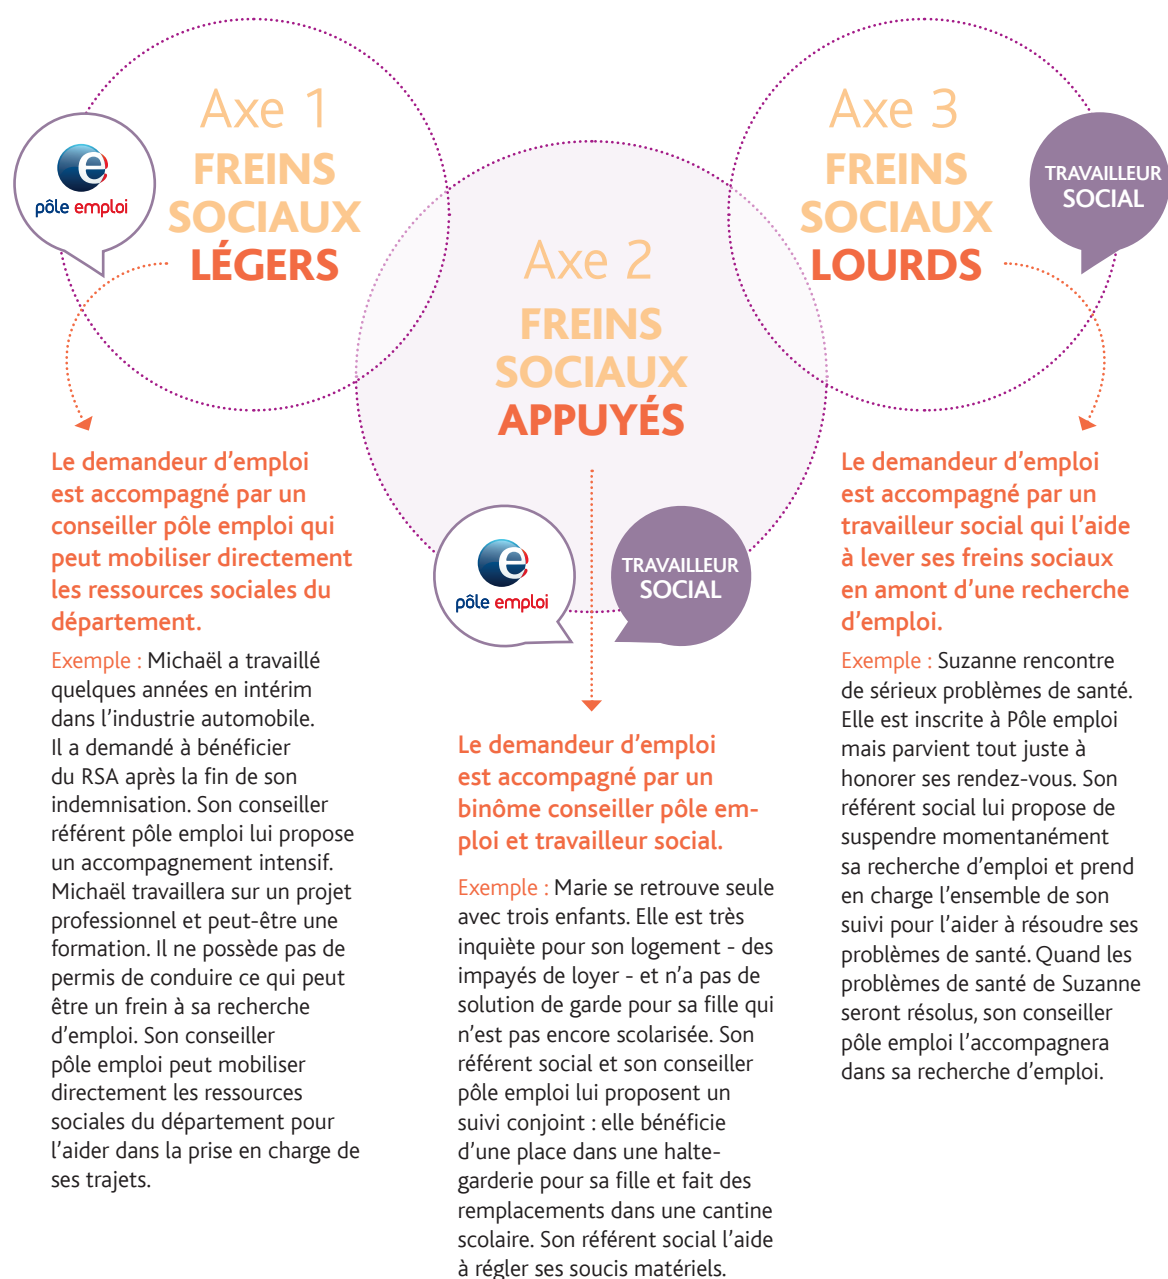 Axe 1
FREINS
SOCIAUX
LÉGERS
pôle emploi
Le demandeur d’emploi
est accompagné par un
conseiller pôle emploi qui
peut mobiliser directement
les ressources sociales du
département.
Exemple : Michaël a travaillé
quelques années en intérim
dans l’industrie automobile.
Il a demandé à bénéficier
du RSA après la fin de son
indemnisation. Son conseiller
référent pôle emploi lui propose
un accompagnement intensif.
Michaël travaillera sur un projet
professionnel et peut-être une
formation. Il ne possède pas de
permis de conduire ce qui peut
être un frein à sa recherche
d’emploi. Son conseiller
pôle emploi peut mobiliser
directement les ressources
sociales du département pour
l’aider dans la prise en charge de
ses trajets.
Axe 2
FREINS
SOCIAUX
APPUYÉS
pôle emploi
TRAVAILLEUR
SOCIAL
Le demandeur d’emploi
est accompagné par un
binôme conseiller pôle em-
ploi et travailleur social.
Exemple : Marie se retrouve seule
avec trois enfants. Elle est très
inquiète pour son logement - des
impayés de loyer - et n’a pas de
solution de garde pour sa fille qui
n’est pas encore scolarisée. Son
référent social et son conseiller
pôle emploi lui proposent un
suivi conjoint : elle bénéficie
d’une place dans une halte-
garderie pour sa fille et fait des
remplacements dans une cantine
scolaire. Son référent social l’aide
à régler ses soucis matériels.
Axe 3
FREINS
SOCIAUX
LOURDS
TRAVAILLEUR
SOCIAL
Le demandeur d’emploi
est accompagné par un
travailleur social qui l’aide
à lever ses freins sociaux
en amont d’une recherche
d’emploi.
Exemple : Suzanne rencontre
de sérieux problèmes de santé.
Elle est inscrite à Pôle emploi
mais parvient tout juste à
honorer ses rendez-vous. Son
référent social lui propose de
suspendre momentanément
sa recherche d’emploi et prend
en charge l’ensemble de son
suivi pour l’aider à résoudre ses
problèmes de santé. Quand les
problèmes de santé de Suzanne
seront résolus, son conseiller
pôle emploi l’accompagnera
dans sa recherche d’emploi.